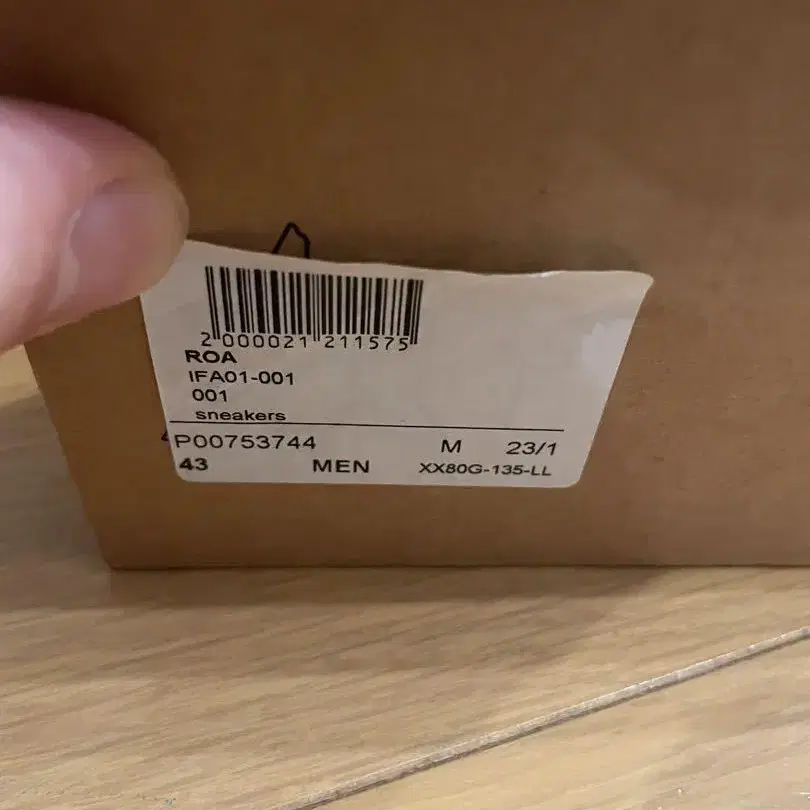 2 000021 211575
ROA
IFA01-001
001
sneakers
P00753744 M 23/1
43 MEN XX80G-135-LL